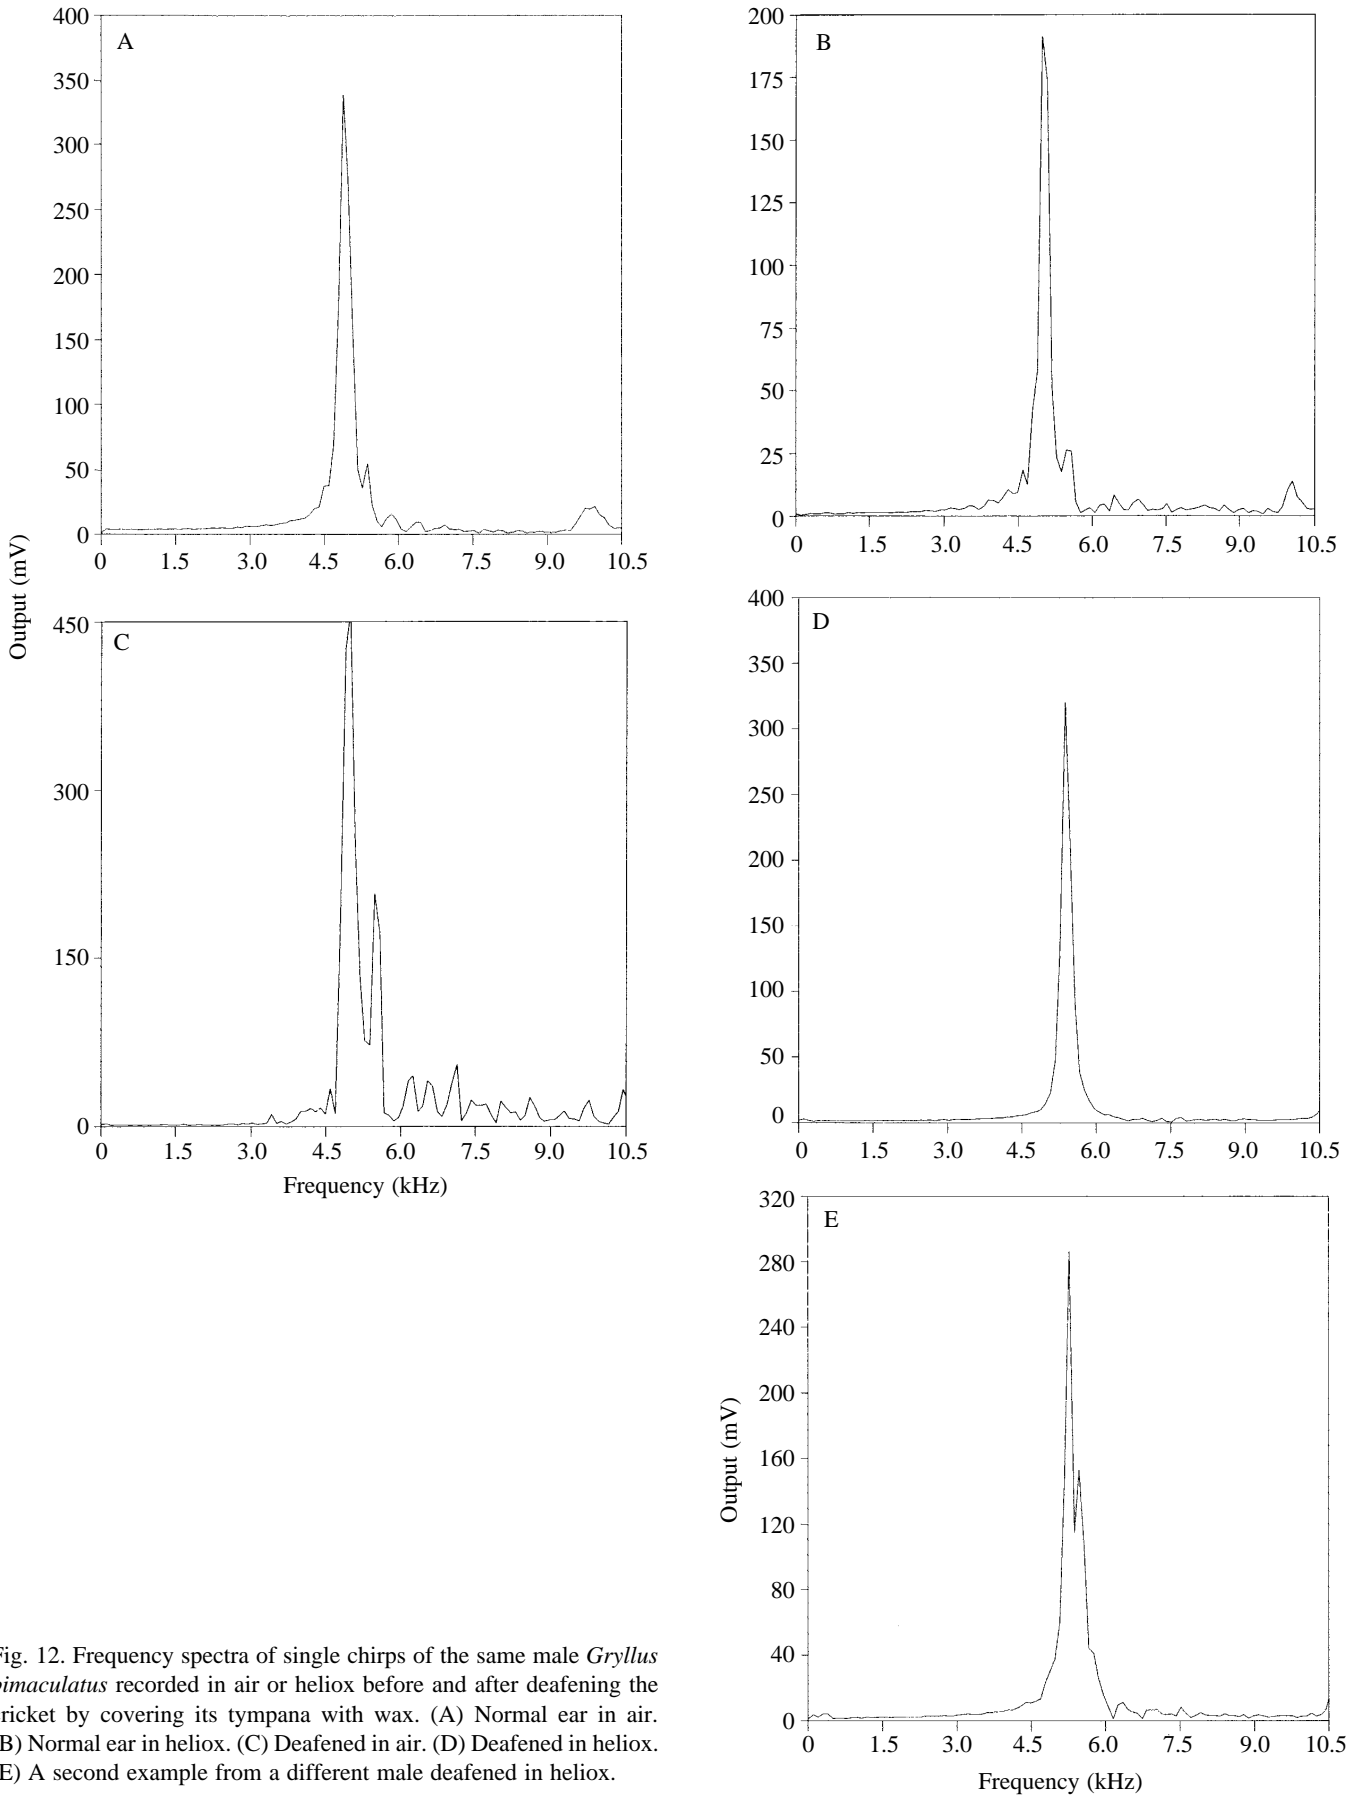 A
400
350
300
250
200
150
100
50
0
0 1.5 3.0 4.5 6.0 7.5 9.0 10.5
B
200
175
150
125
100
75
50
25
0
0 1.5 3.0 4.5 6.0 7.5 9.0 10.5
Output (mV)
C
450
300
150
0
0 1.5 3.0 4.5 6.0 7.5 9.0 10.5
Frequency (kHz)
D
400
350
300
250
200
150
100
50
0
0 1.5 3.0 4.5 6.0 7.5 9.0 10.5
E
320
280
240
200
160
120
80
40
0
Output (mV)
0 1.5 3.0 4.5 6.0 7.5 9.0 10.5
Frequency (kHz)
Fig. 12. Frequency spectra of single chirps of the same male Gryllus
bimaculatus recorded in air or heliox before and after deafening the
cricket by covering its tympana with wax. (A) Normal ear in air.
(B) Normal ear in heliox. (C) Deafened in air. (D) Deafened in heliox.
(E) A second example from a different male deafened in heliox.